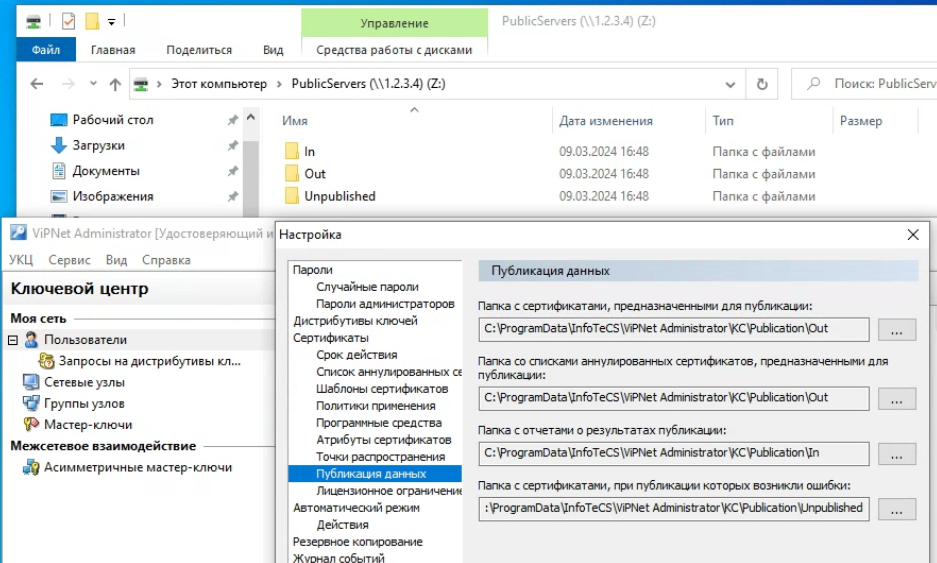 Управление
PublicServers (\\1.2.3.4) (Z:)
Файл
Главная
Поделиться
Вид
Средства работы с дисками
Этот компьютер
PublicServers (\\1.2.3.4) (Z:)
Поиск: PublicServ
Рабочий стол
Загрузки
Документы
Изображения
Имя
Дата изменения
Тип
Размер
In
09.03.2024 16:48
Папка с файлами
Out
09.03.2024 16:48
Папка с файлами
Unpublished
09.03.2024 16:48
Папка с файлами
ViPNet Administrator [Удостоверяющий и
УКЦ
Сервис
Вид
Справка
Ключевой центр
Моя сеть
Пользователи
Запросы на дистрибутивы кл...
Сетевые узлы
Группы узлов
Мастер-ключи
Межсетевое взаимодействие
Асимметричные мастер-ключи
Настройка
Пароли
Случайные пароли
Пароли администраторов
Дистрибутивы ключей
Сертификаты
Срок действия
Список аннулированных се
Шаблоны сертификатов
Политики применения
Программные средства
Атрибуты сертификатов
Точки распространения
Публикация данных
Лицензионное ограничение
Автоматический режим
Действия
Резервное копирование
Журнал событий
Публикация данных
Папка с сертификатами, предназначенными для публикации:
C:\ProgramData\InfoTeCS\ViPNet Administrator\KC\Publication\Out
...
Папка со списками аннулированных сертификатов, предназначенными для
публикации:
C:\ProgramData\InfoTeCS\ViPNet Administrator\KC\Publication\Out
...
Папка с отчетами о результатах публикации:
C:\ProgramData\InfoTeCS\ViPNet Administrator\KC\Publication\In
...
Папка с сертификатами, при публикации которых возникли ошибки:
:\ProgramData\InfoTeCS\ViPNet Administrator\KC\Publication\Unpublished
...